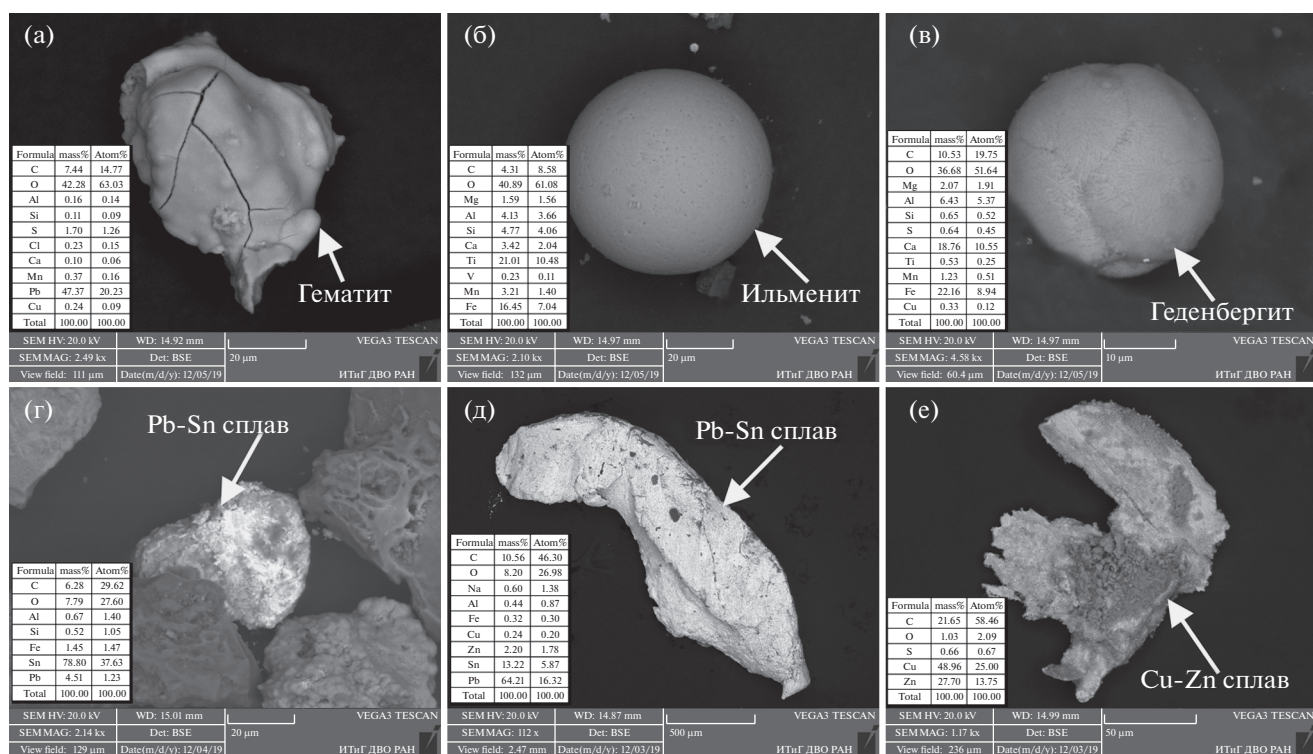 (а)
Formula mass% Atom%
C 7.44 14.77
O 42.28 63.03
Al 0.16 0.14
Si 0.11 0.09
S 1.70 1.26
Cl 0.23 0.15
Ca 0.10 0.06
Mn 0.37 0.16
Pb 47.37 20.23
Cu 0.24 0.09
Total 100.00 100.00
Гематит
SEM HV: 20.0 kV WD: 14.92 mm VEGA3 TESCAN
SEM MAG: 2.49 kx Det: BSE 20 µm
View field: 111 µm Date(m/d/y): 12/05/19 ИТиГ ДВО РАН
(б)
Formula mass% Atom%
C 4.31 8.58
O 40.89 61.08
Mg 1.59 1.56
Al 4.13 3.66
Si 4.77 4.06
Ca 3.42 2.04
Ti 21.01 10.48
V 0.23 0.11
Mn 3.21 1.40
Fe 16.45 7.04
Total 100.00 100.00
Ильменит
SEM HV: 20.0 kV WD: 14.97 mm VEGA3 TESCAN
SEM MAG: 2.10 kx Det: BSE 20 µm
View field: 132 µm Date(m/d/y): 12/05/19 ИТиГ ДВО РАН
(в)
Formula mass% Atom%
C 10.53 19.75
O 36.68 51.64
Mg 2.07 1.91
Al 6.43 5.37
Si 0.65 0.52
S 0.64 0.45
Ca 18.76 10.55
Ti 0.53 0.25
Mn 1.23 0.51
Fe 22.16 8.94
Cu 0.33 0.12
Total 100.00 100.00
Геденбергит
SEM HV: 20.0 kV WD: 14.97 mm VEGA3 TESCAN
SEM MAG: 4.58 kx Det: BSE 10 µm
View field: 60.4 µm Date(m/d/y): 12/05/19 ИТиГ ДВО РАН
(г)
Pb-Sn сплав
Formula mass% Atom%
C 6.28 29.62
O 7.79 27.60
Al 0.67 1.40
Si 0.52 1.05
Fe 1.45 1.47
Sn 78.80 37.63
Pb 4.51 1.23
Total 100.00 100.00
SEM HV: 20.0 kV WD: 15.01 mm VEGA3 TESCAN
SEM MAG: 2.14 kx Det: BSE 20 µm
View field: 129 µm Date(m/d/y): 12/04/19 ИТиГ ДВО РАН
(д)
Pb-Sn сплав
Formula mass% Atom%
C 10.56 46.30
O 8.20 26.98
Na 0.60 1.38
Al 0.44 0.87
Fe 0.32 0.30
Cu 0.24 0.20
Zn 2.20 1.78
Sn 13.22 5.87
Pb 64.21 16.32
Total 100.00 100.00
SEM HV: 20.0 kV WD: 14.87 mm VEGA3 TESCAN
SEM MAG: 112 x Det: BSE 500 µm
View field: 2.47 mm Date(m/d/y): 12/03/19 ИТиГ ДВО РАН
(е)
Formula mass% Atom%
C 21.65 58.46
O 1.03 2.09
S 0.66 0.67
Cu 48.96 25.00
Zn 27.70 13.75
Total 100.00 100.00
Cu-Zn сплав
SEM HV: 20.0 kV WD: 14.99 mm VEGA3 TESCAN
SEM MAG: 1.17 kx Det: BSE 50 µm
View field: 236 µm Date(m/d/y): 12/03/19 ИТиГ ДВО РАН